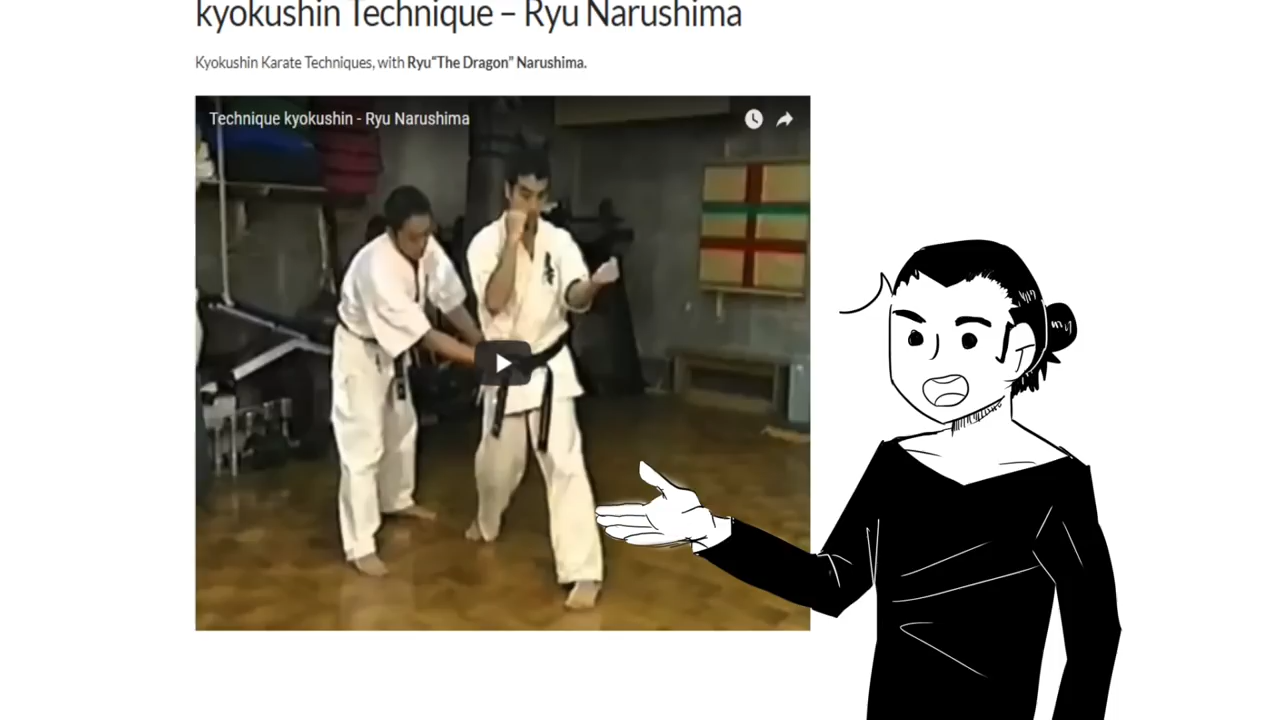 kyokushin Technique – Ryu Narushima
Kyokushin Karate Techniques, with Ryu“The Dragon” Narushima.
Technique kyokushin - Ryu Narushima